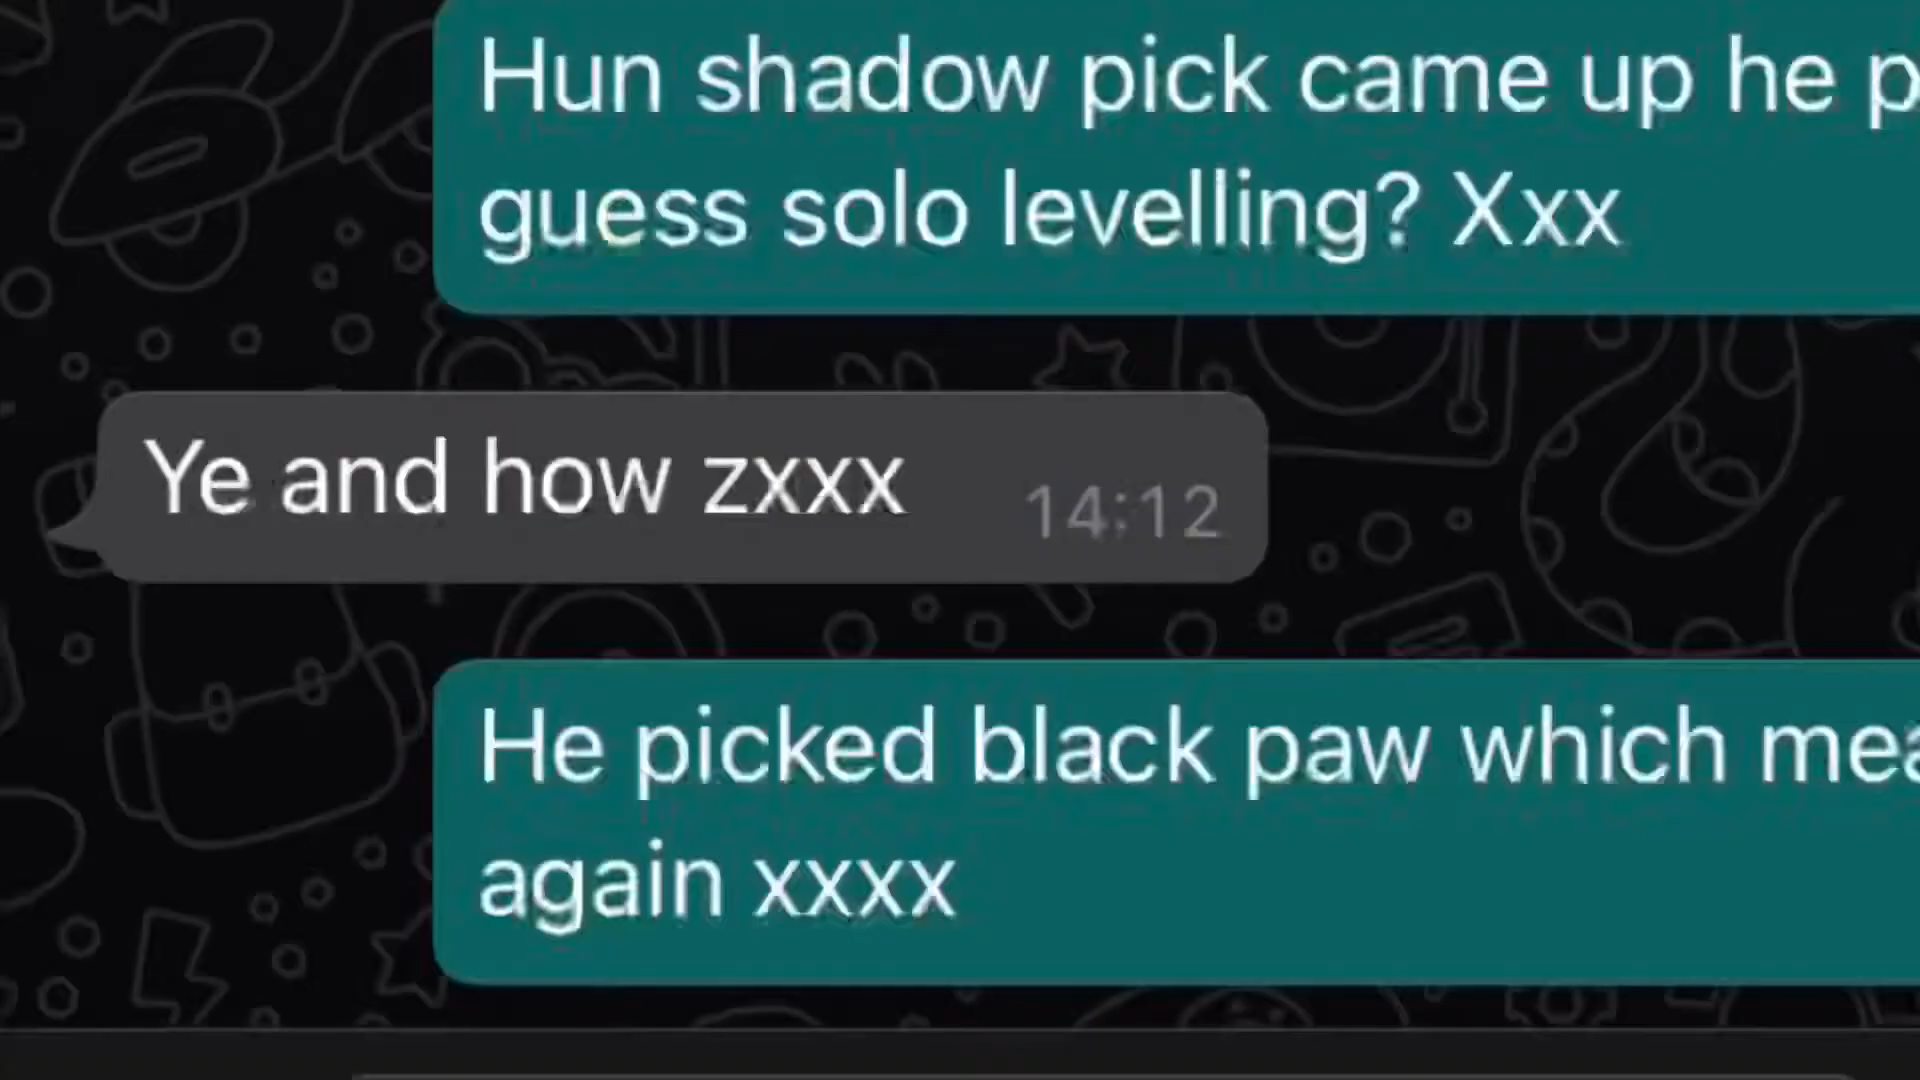 Hun shadow pick came up he
guess solo levelling? Xxx
Ye and how zxxx
14:12
He picked black paw which
again xxxx